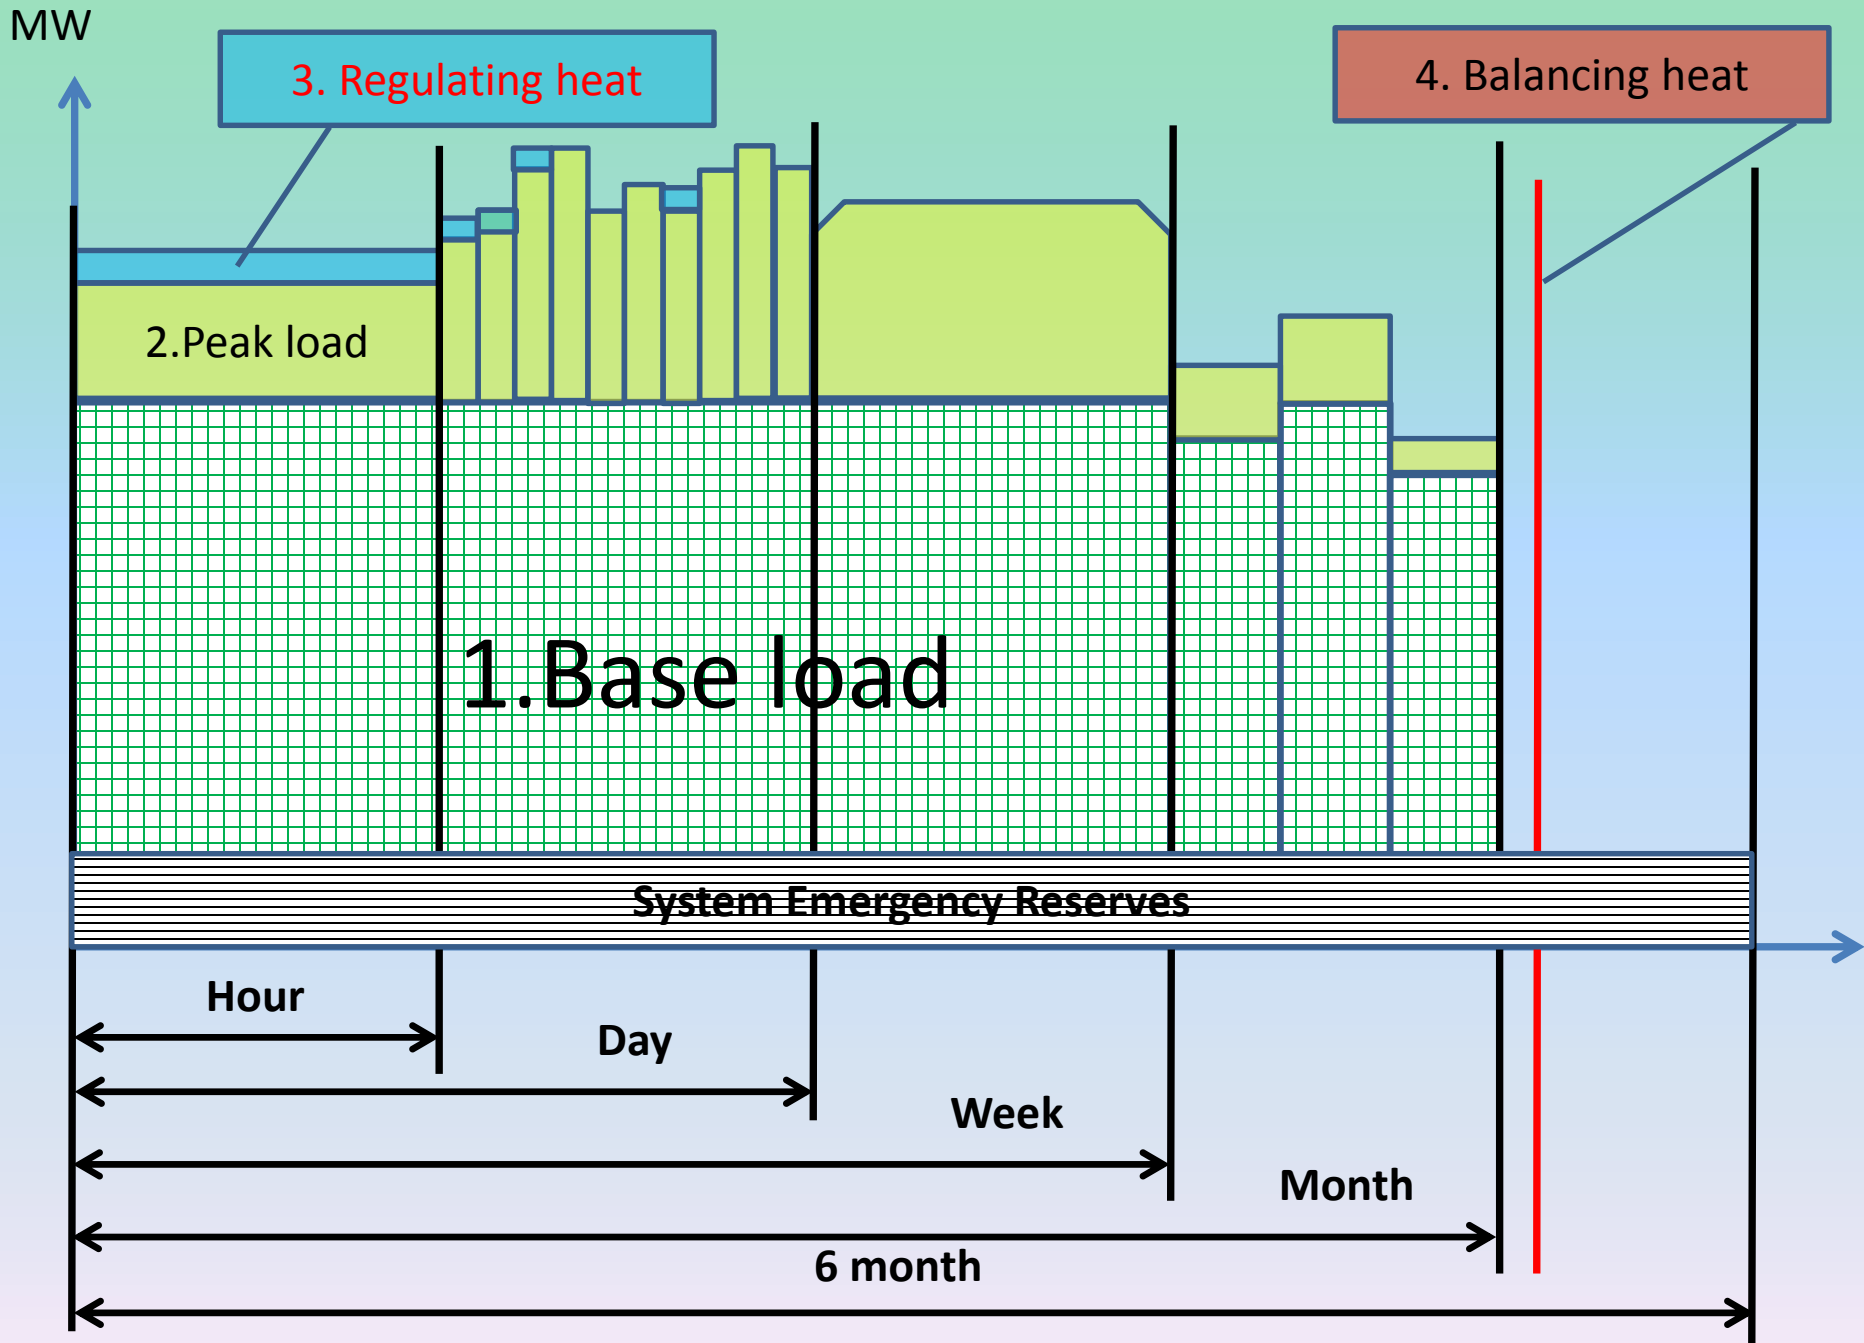 MW
3. Regulating heat
4. Balancing heat
2.Peak load
1.Base load
System Emergency Reserves
Hour
Day
Week
Month
6 month